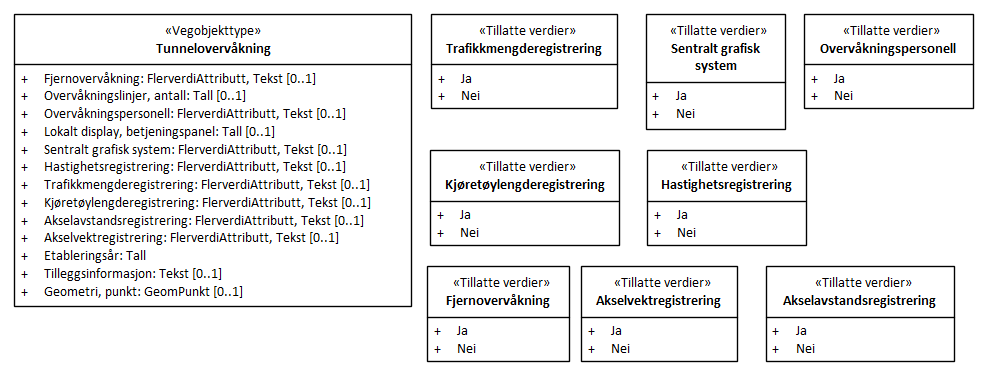 «Vegobjekttype»
Tunnelovervåkning
+ Fjernovervåkning: FlerverdiAttributt, Tekst [0..1]
+ Overvåkningslinjer, antall: Tall [0..1]
+ Overvåkningspersonell: FlerverdiAttributt, Tekst [0..1]
+ Lokalt display, betjeningspanel: Tall [0..1]
+ Sentralt grafisk system: FlerverdiAttributt, Tekst [0..1]
+ Hastighetsregistrering: FlerverdiAttributt, Tekst [0..1]
+ Trafikkmengderegistrering: FlerverdiAttributt, Tekst [0..1]
+ Kjøretøylengderegistrering: FlerverdiAttributt, Tekst [0..1]
+ Akselavstandsregistrering: FlerverdiAttributt, Tekst [0..1]
+ Akselvektregistrering: FlerverdiAttributt, Tekst [0..1]
+ Etableringsår: Tall
+ Tilleggsinformasjon: Tekst [0..1]
+ Geometri, punkt: GeomPunkt [0..1]
«Tillatte verdier»
Trafikkmengderegistrering
+ Ja
+ Nei
«Tillatte verdier»
Sentralt grafisk
system
+ Ja
+ Nei
«Tillatte verdier»
Overvåkningspersonell
+ Ja
+ Nei
«Tillatte verdier»
Kjøretøylengderegistrering
+ Ja
+ Nei
«Tillatte verdier»
Hastighetsregistrering
+ Ja
+ Nei
«Tillatte verdier»
Fjernovervåkning
+ Ja
+ Nei
«Tillatte verdier»
Akselvektregistrering
+ Ja
+ Nei
«Tillatte verdier»
Akselavstandsregistrering
+ Ja
+ Nei